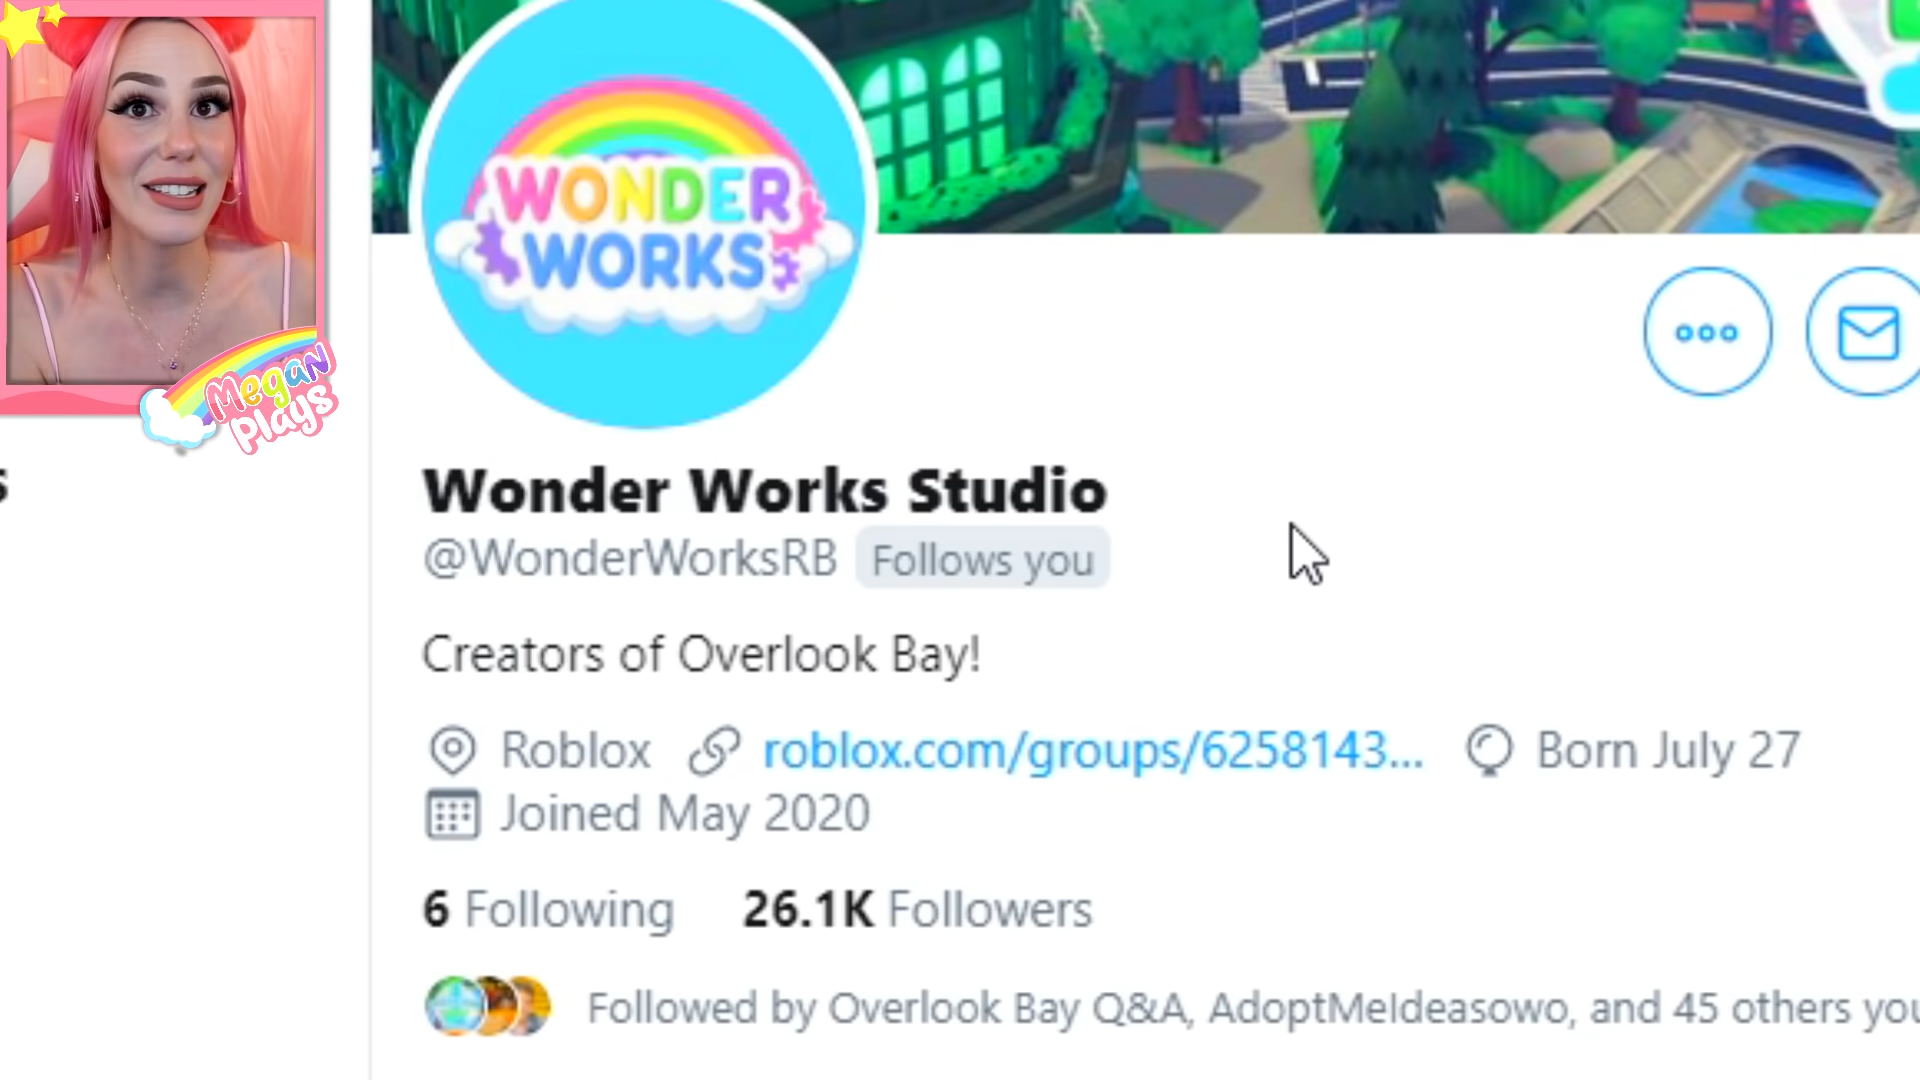 Megan
Plays
WONDER
WORKS
Wonder Works Studio
@WonderWorksRB Follows you
Creators of Overlook Bay!
Roblox roblox.com/groups/6258143... Born July 27
Joined May 2020
6 Following 26.1K Followers
Followed by Overlook Bay Q&A, AdoptMeIdeasowo, and 45 others you